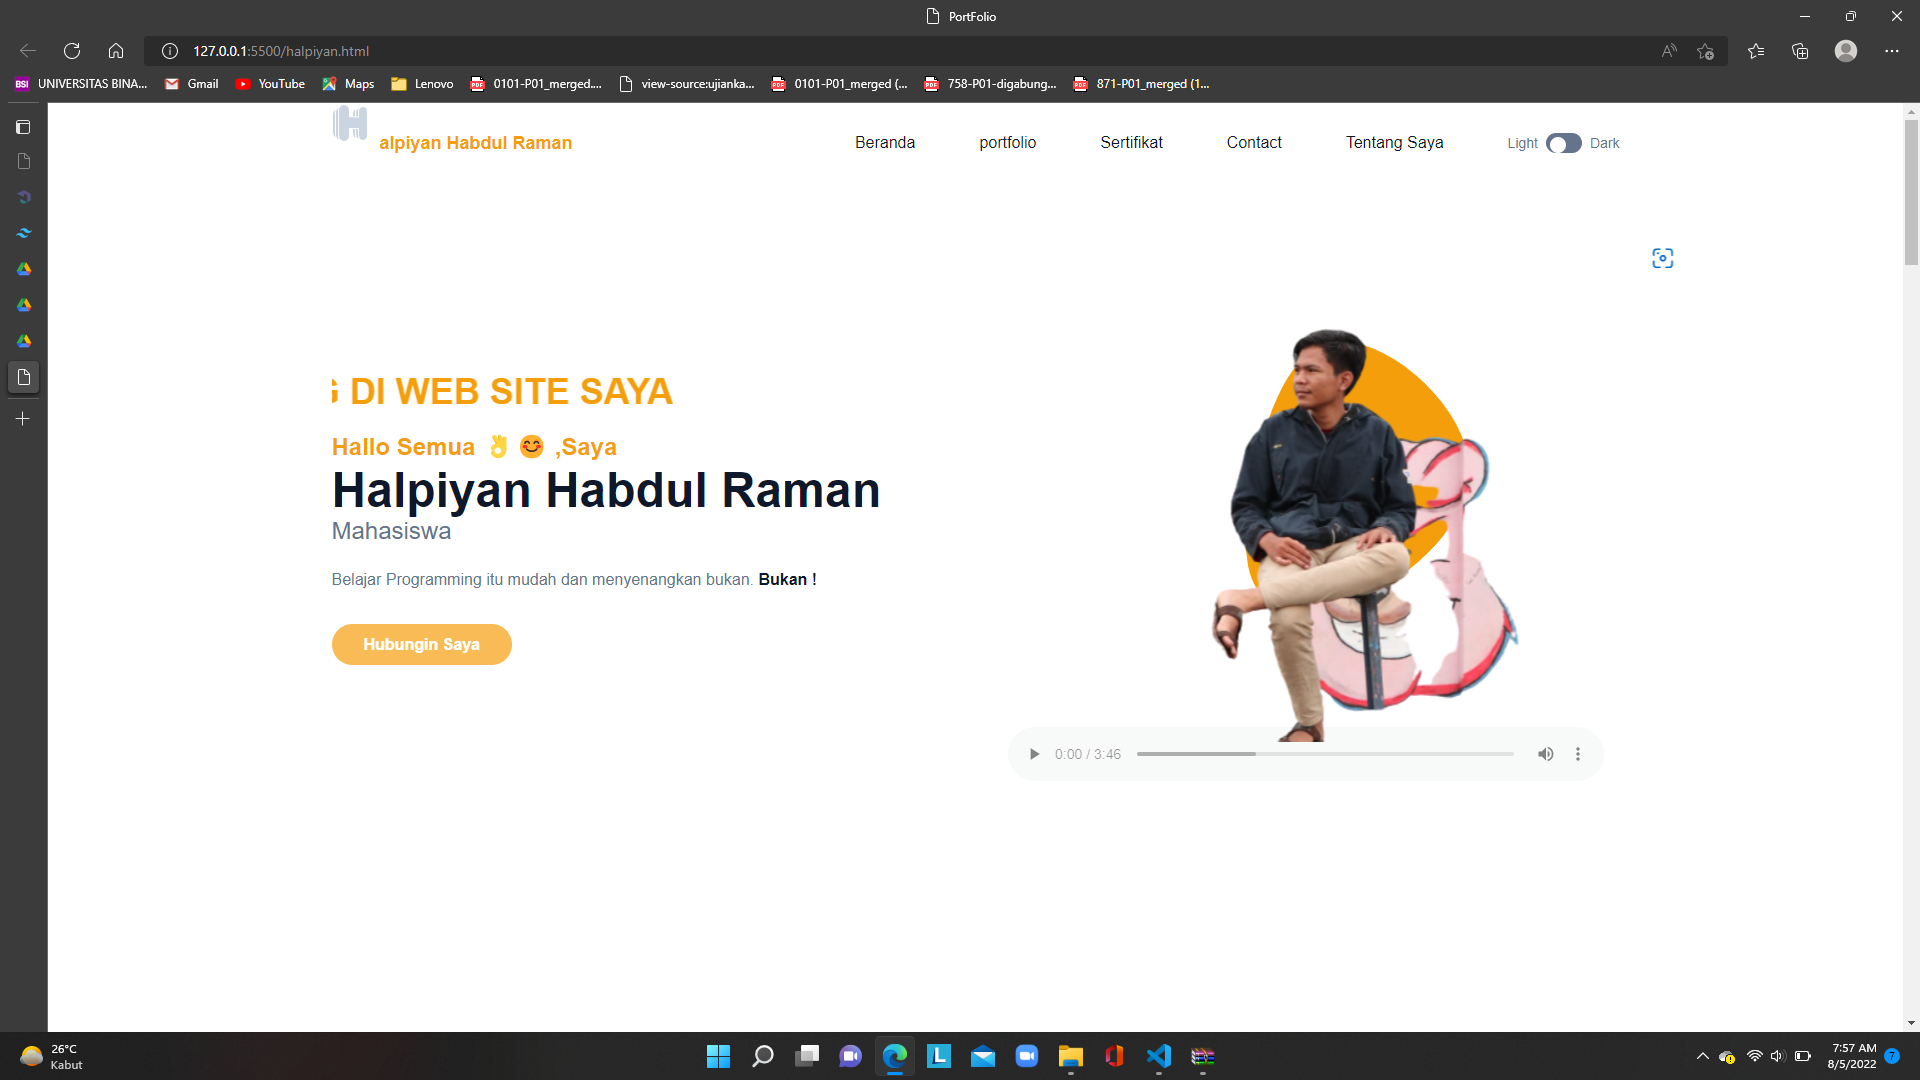 PortFolio
127.0.0.1:5500/halpiyan.html
BSI UNIVERSITAS BINA... Gmail YouTube Maps Lenovo 0101-P01_merged.... view-source:ujianka... 0101-P01_merged (... 758-P01-digabung... 871-P01_merged (1...
H alpiyan Habdul Raman Beranda portfolio Sertifikat Contact Tentang Saya Light Dark
G DI WEB SITE SAYA
Hallo Semua 👌 😊 ,Saya
Halpiyan Habdul Raman
Mahasiswa
Belajar Programming itu mudah dan menyenangkan bukan. Bukan !
Hubungin Saya
0:00 / 3:46
26°C
Kabut
7:57 AM
8/5/2022 7